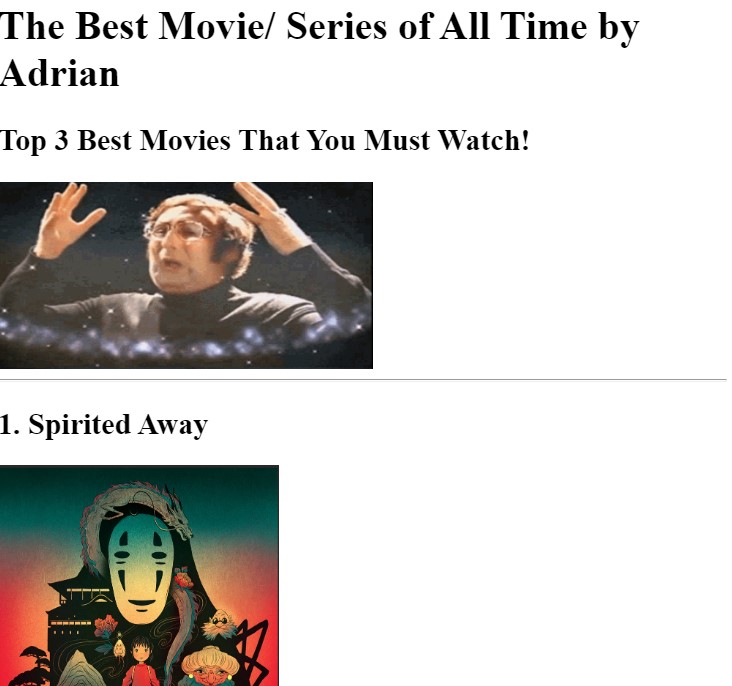 The Best Movie/ Series of All Time by
Adrian
Top 3 Best Movies That You Must Watch!
1. Spirited Away